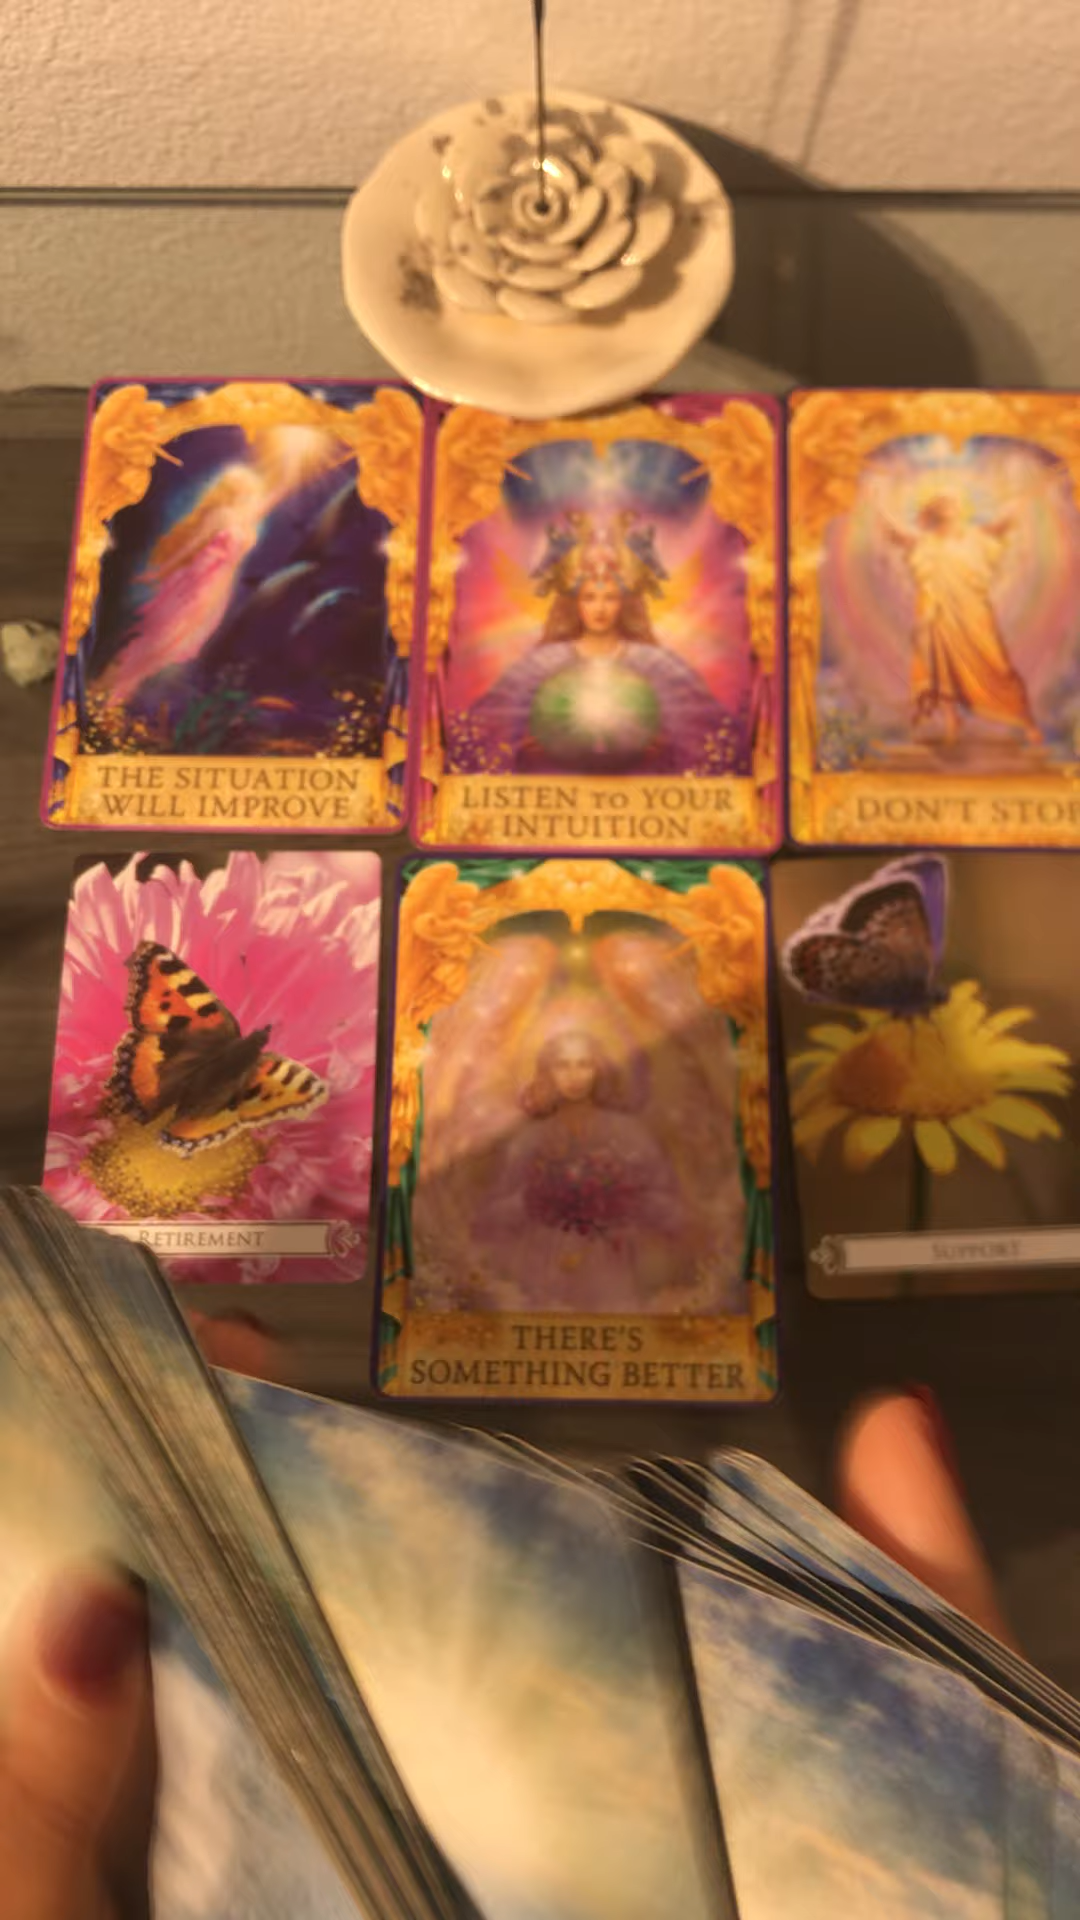 THE SITUATION
WILL IMPROVE
LISTEN TO YOUR
INTUITION
DON'T STOP
RETIREMENT
THERE'S
SOMETHING BETTER
SUPPORT